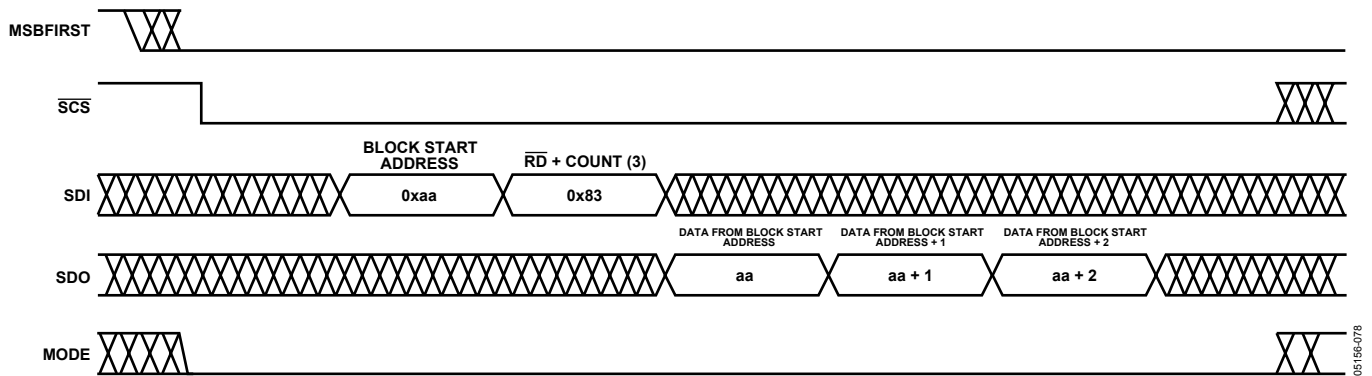 MSBFIRST
SCS
BLOCK START
ADDRESS
RD + COUNT (3)
SDI
0xaa
0x83
DATA FROM BLOCK START
ADDRESS
DATA FROM BLOCK START
ADDRESS + 1
DATA FROM BLOCK START
ADDRESS + 2
SDO
aa
aa + 1
aa + 2
MODE
05156-078